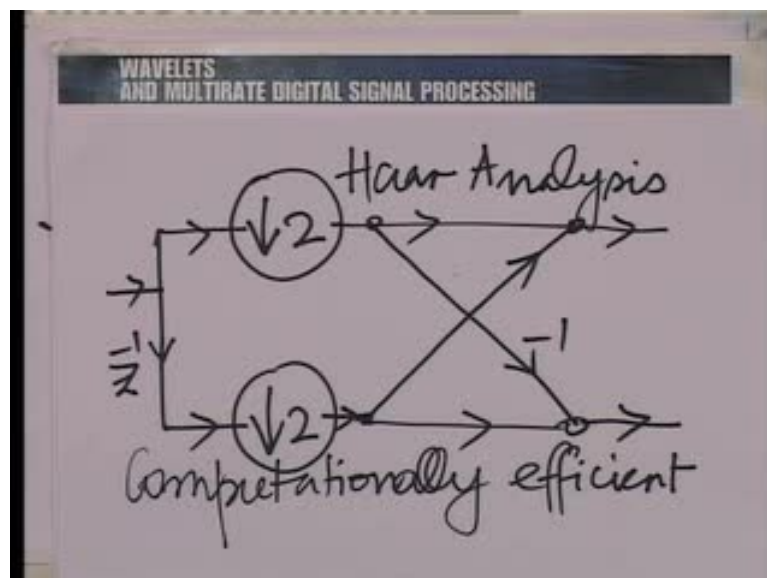 WAVELETS
AND MULTIRATE DIGITAL SIGNAL PROCESSING
Haar Analysis
↓2
z⁻¹
-1
↓2
Computationally efficient